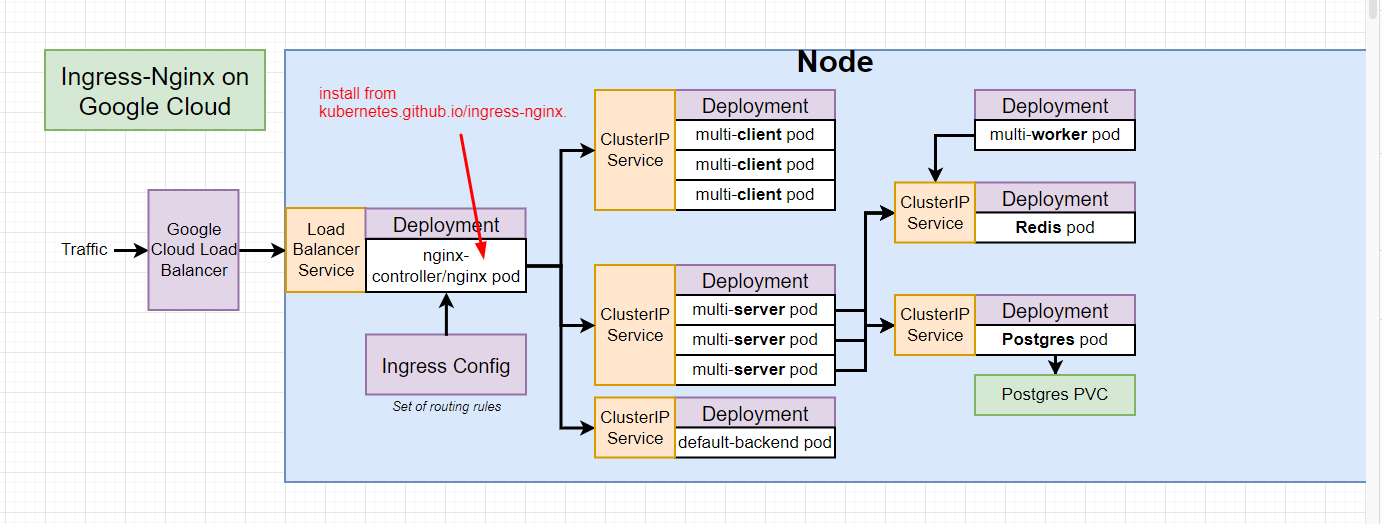 Node
Ingress-Nginx on
Google Cloud
install from
kubernetes.github.io/ingress-nginx.
Traffic
Google
Cloud Load
Balancer
Load
Balancer
Service
Deployment
nginx-
controller/nginx pod
Ingress Config
Set of routing rules
ClusterIP
Service
Deployment
multi-client pod
multi-client pod
multi-client pod
ClusterIP
Service
Deployment
multi-server pod
multi-server pod
multi-server pod
ClusterIP
Service
Deployment
default-backend pod
Deployment
multi-worker pod
ClusterIP
Service
Deployment
Redis pod
ClusterIP
Service
Deployment
Postgres pod
Postgres PVC